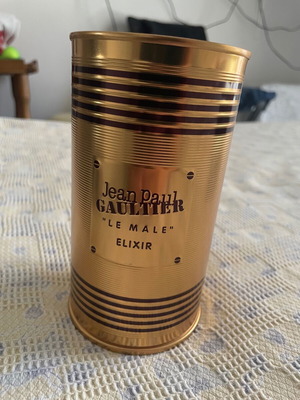 Jean Paul
GAULTIER
"LE MALE"
ELIXIR